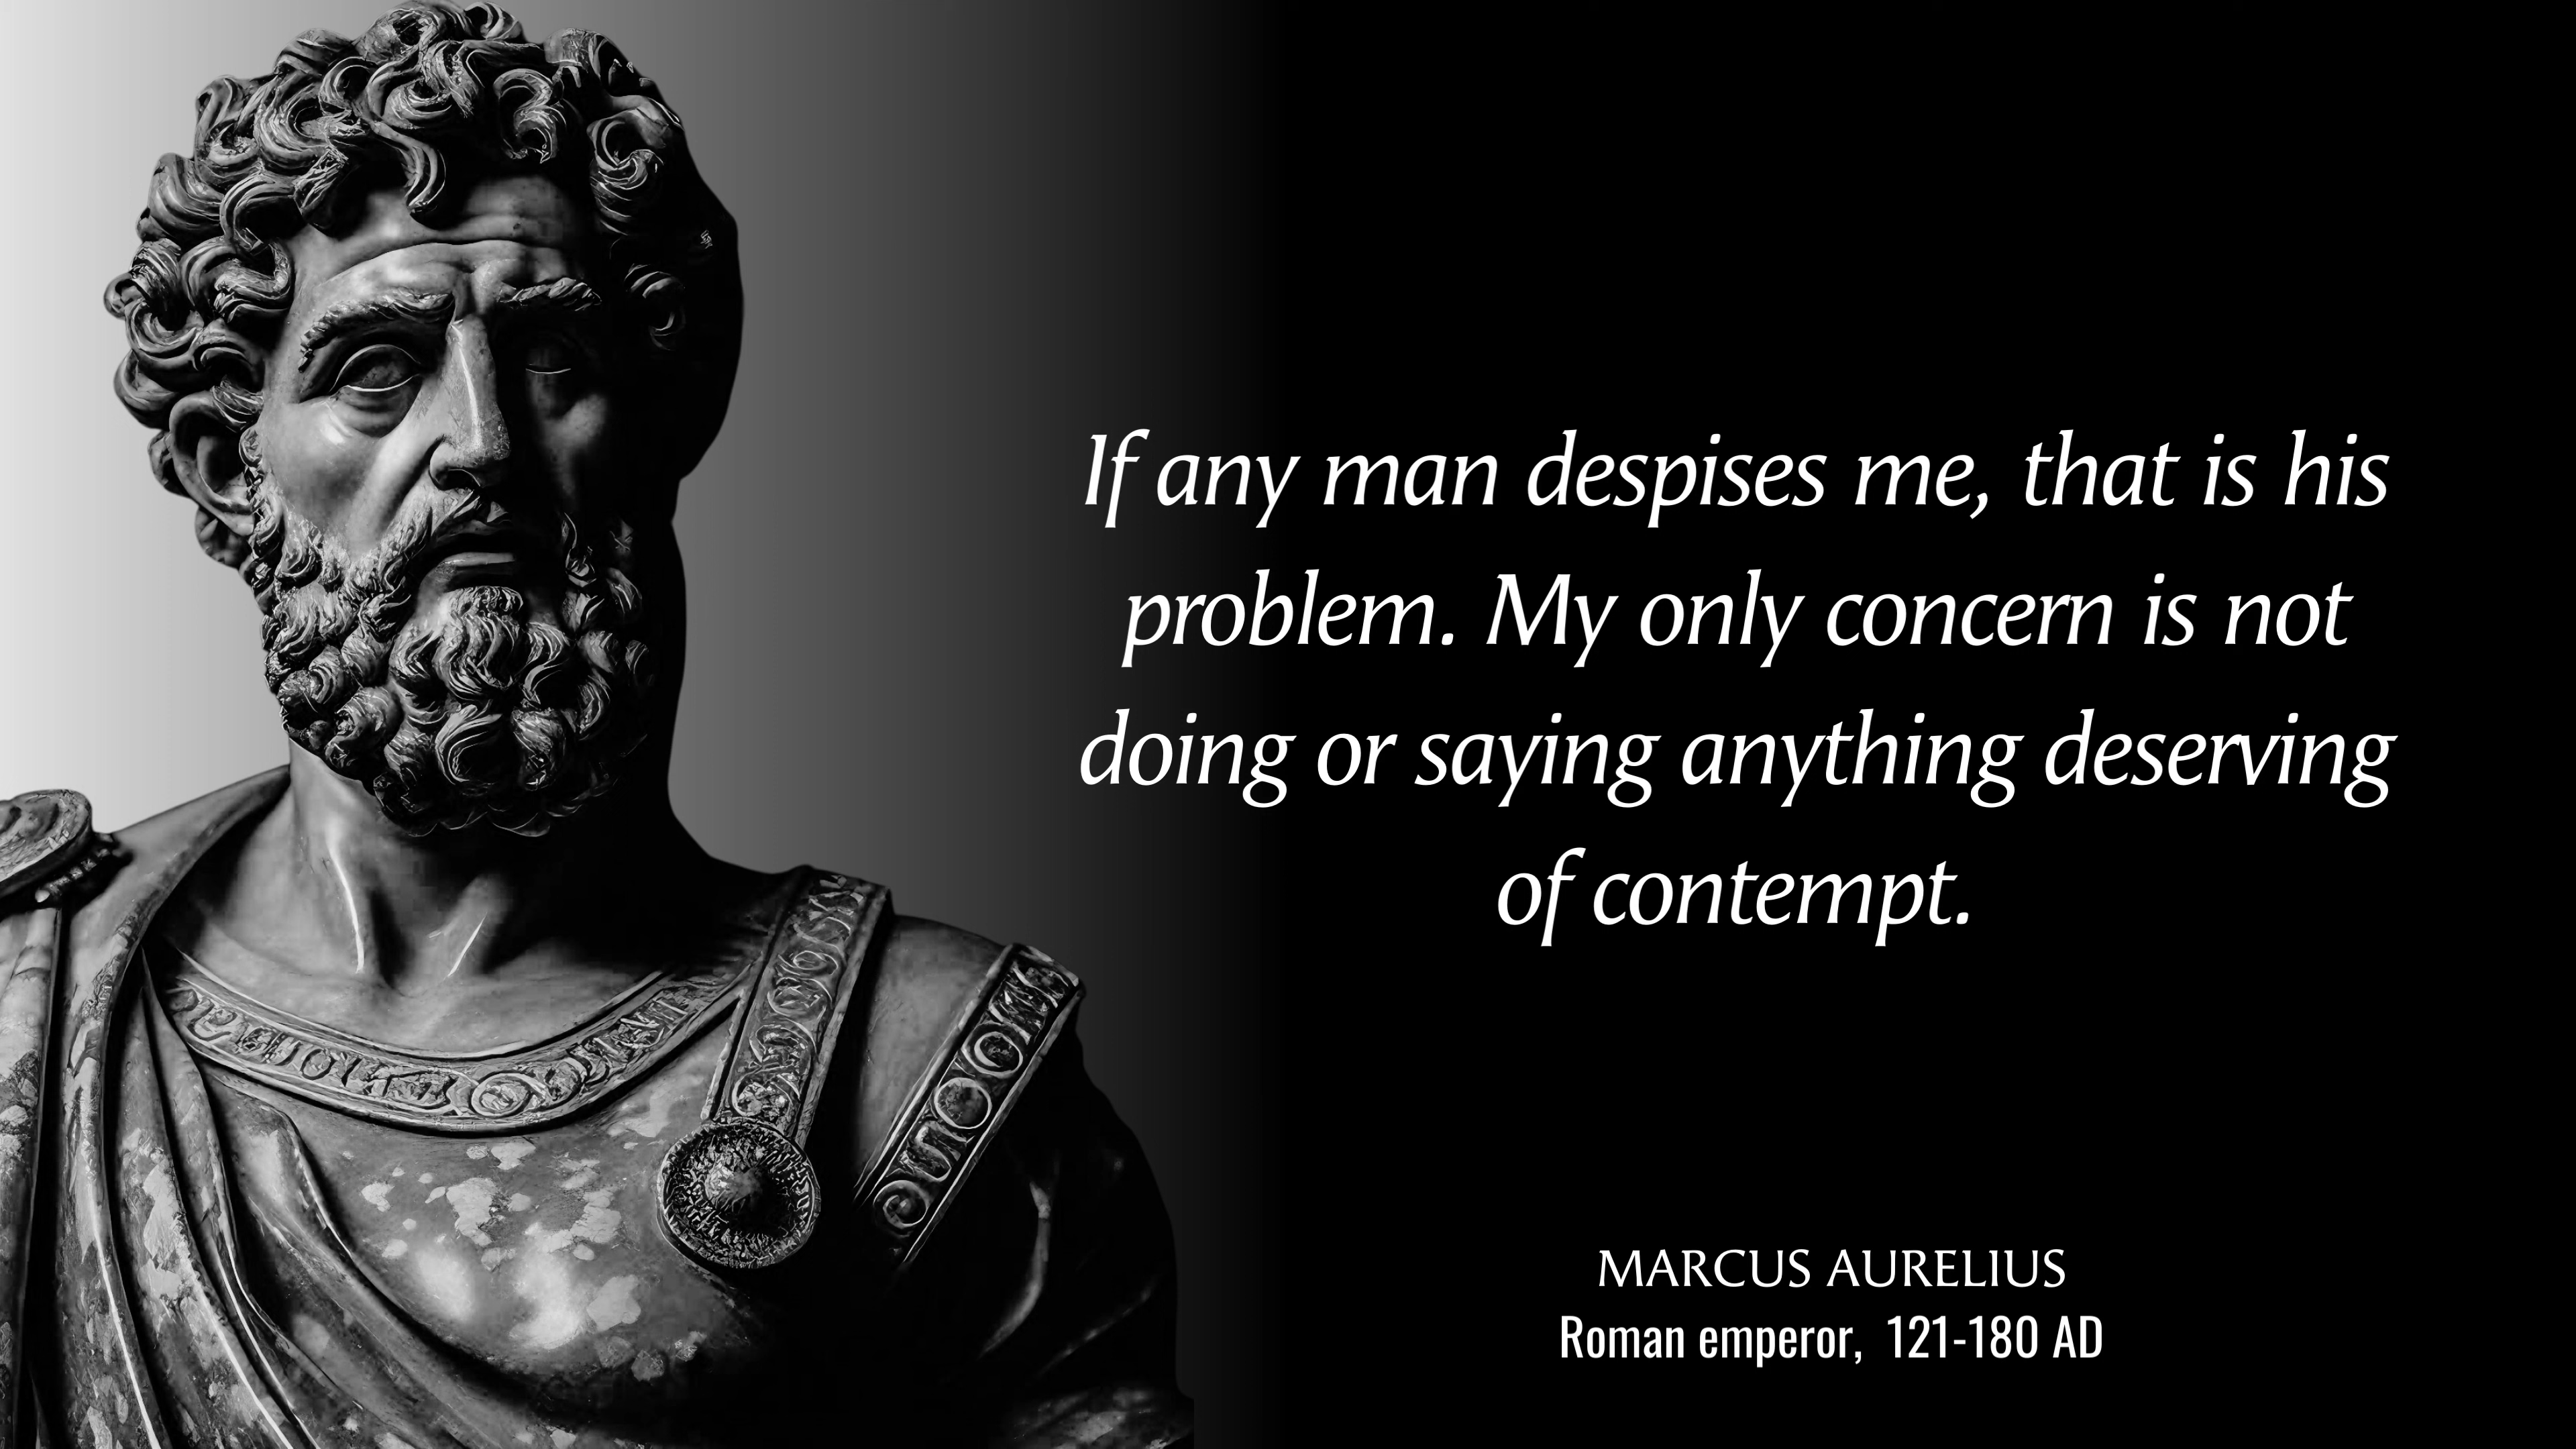 If any man despises me, that is his
problem. My only concern is not
doing or saying anything deserving
of contempt.
MARCUS AURELIUS
Roman emperor, 121-180 AD